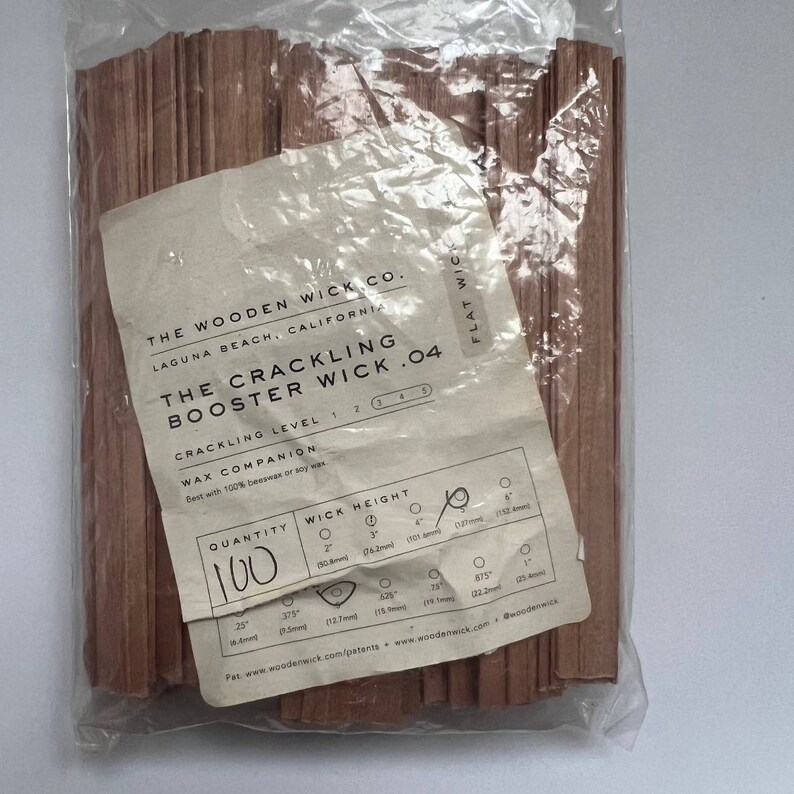 THE WOODEN WICK CO.
LAGUNA BEACH, CALIFORNIA
FLAT WICK
THE CRACKLING
BOOSTER WICK .04
CRACKLING LEVEL 1 2 3 4 5
WAX COMPANION
Best with 100% beeswax or soy wax
QUANTITY
100
WICK HEIGHT
2" 3" 4" 5" 6"
(50.8mm) (76.2mm) (101.6mm) (127mm) (152.4mm)
.25" .375" .5 .625" .75" .875" 1"
(6.4mm) (9.5mm) (12.7mm) (15.9mm) (19.1mm) (22.2mm) (25.4mm)
Pat. www.woodenwick.com/patents + www.woodenwick.com + @woodenwick